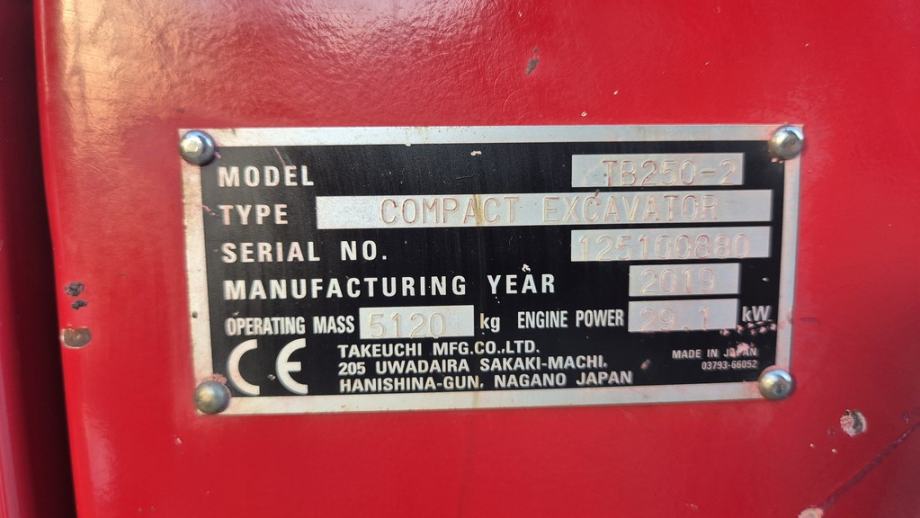 MODEL TB250-2
TYPE COMPACT EXCAVATOR
SERIAL NO. 125100880
MANUFACTURING YEAR 2019
OPERATING MASS 5120 kg ENGINE POWER 29.1 kW
CE TAKEUCHI MFG.CO.,LTD.
205 UWADAIRA SAKAKI-MACHI.
HANISHINA-GUN, NAGANO JAPAN
MADE IN JAPAN
03793-66052